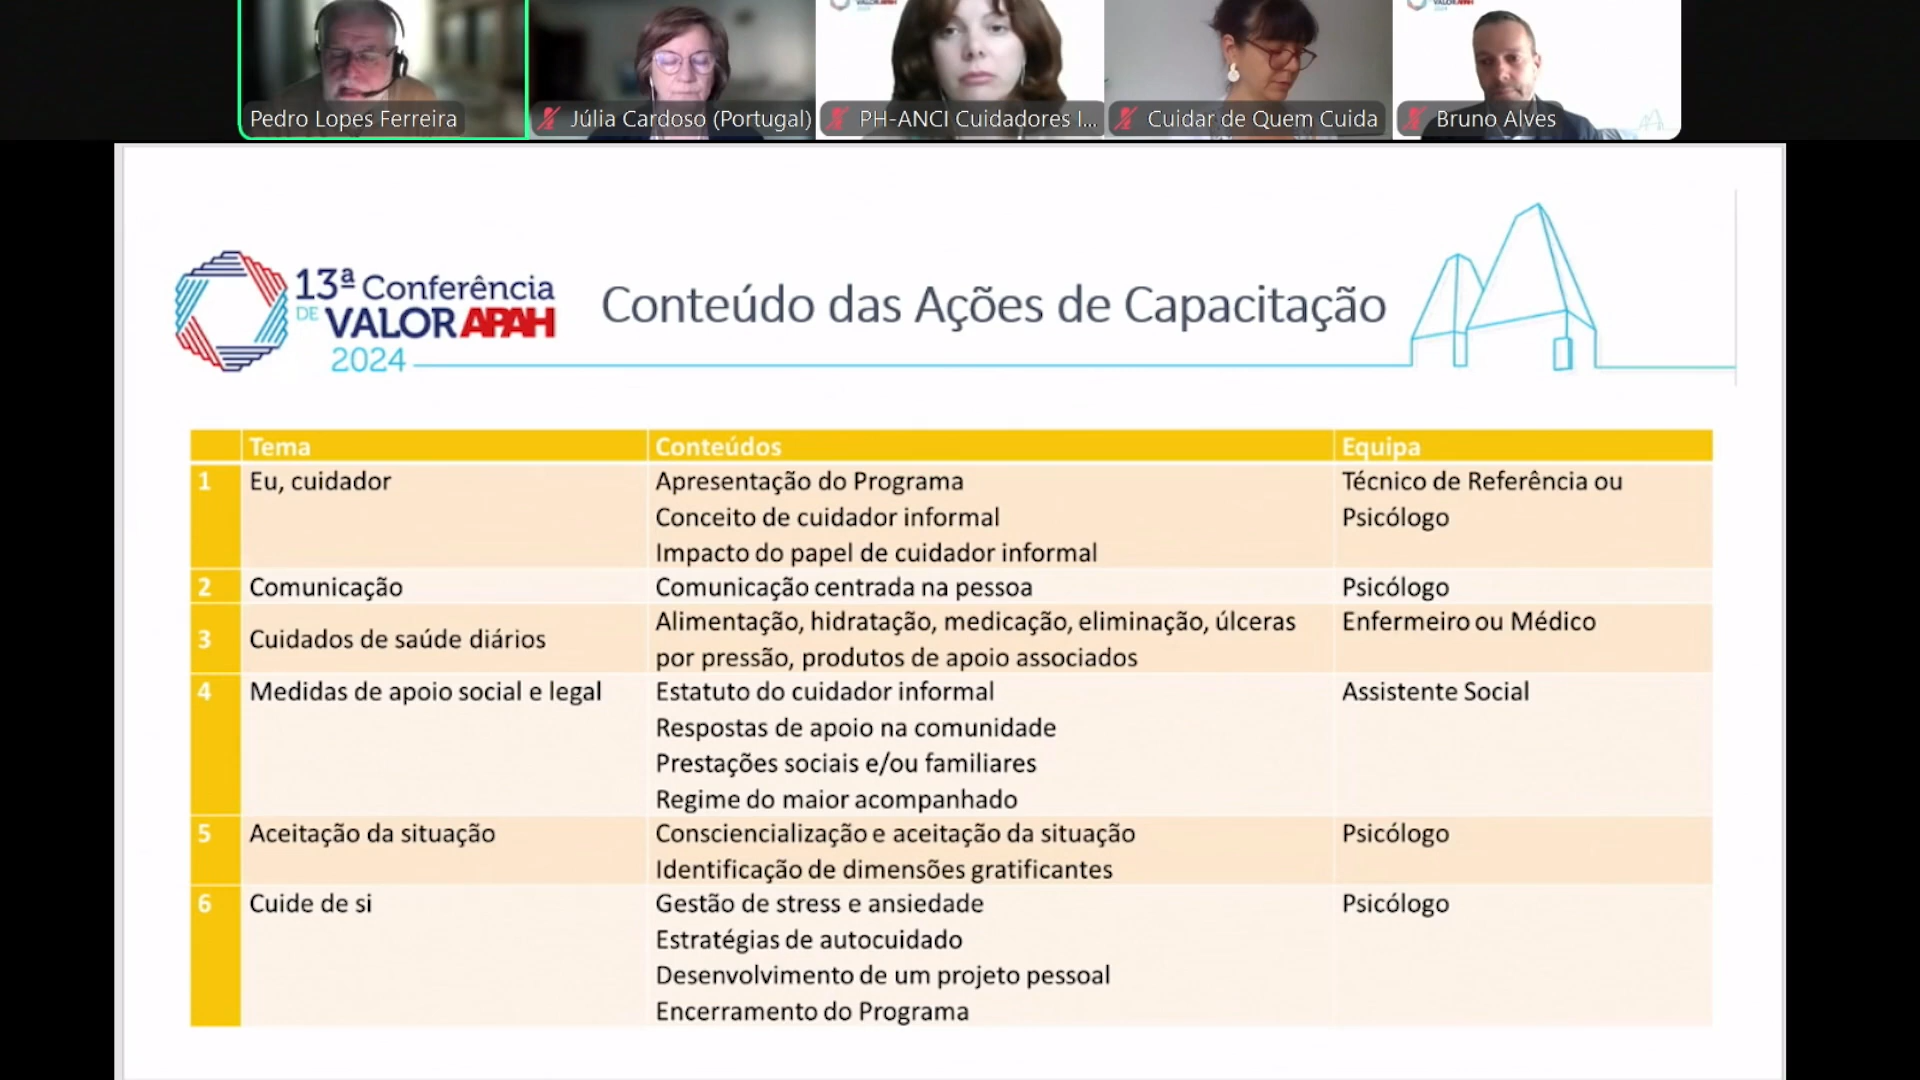 Pedro Lopes Ferreira
Júlia Cardoso (Portugal)
PH-ANCI Cuidadores I...
Cuidar de Quem Cuida
Bruno Alves
13ª Conferência
DE VALOR APAH
2024
Conteúdo das Ações de Capacitação
Tema Conteúdos Equipa
1 Eu, cuidador Apresentação do Programa Técnico de Referência ou
Conceito de cuidador informal Psicólogo
Impacto do papel de cuidador informal
2 Comunicação Comunicação centrada na pessoa Psicólogo
3 Cuidados de saúde diários Alimentação, hidratação, medicação, eliminação, úlceras Enfermeiro ou Médico
por pressão, produtos de apoio associados
4 Medidas de apoio social e legal Estatuto do cuidador informal Assistente Social
Respostas de apoio na comunidade
Prestações sociais e/ou familiares
Regime do maior acompanhado
5 Aceitação da situação Consciencialização e aceitação da situação Psicólogo
Identificação de dimensões gratificantes
6 Cuide de si Gestão de stress e ansiedade Psicólogo
Estratégias de autocuidado
Desenvolvimento de um projeto pessoal
Encerramento do Programa